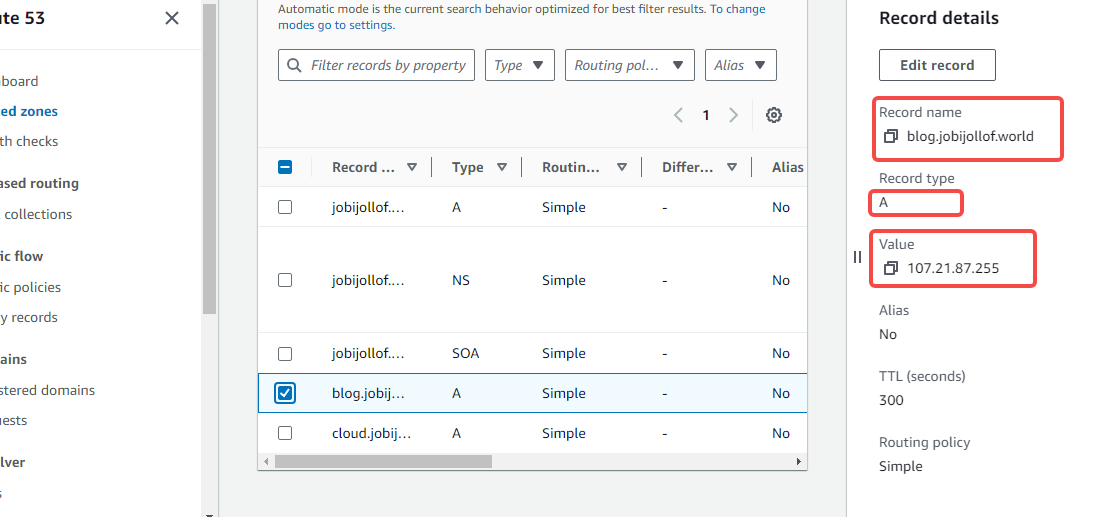 ute 53
board
ed zones
th checks
ased routing
collections
ic flow
ic policies
y records
ains
stered domains
uests
lver
s
Automatic mode is the current search behavior optimized for best filter results. To change
modes go to settings.
Filter records by property
Type
Routing pol...
Alias
1
Record ...
Type
Routin...
Differ...
Alias
jobijollof....
A
Simple
-
No
jobijollof....
NS
Simple
-
No
jobijollof....
SOA
Simple
-
No
blog.jobij...
A
Simple
-
No
cloud.jobij...
A
Simple
-
No
Record details
Edit record
Record name
blog.jobijollof.world
Record type
A
Value
107.21.87.255
Alias
No
TTL (seconds)
300
Routing policy
Simple